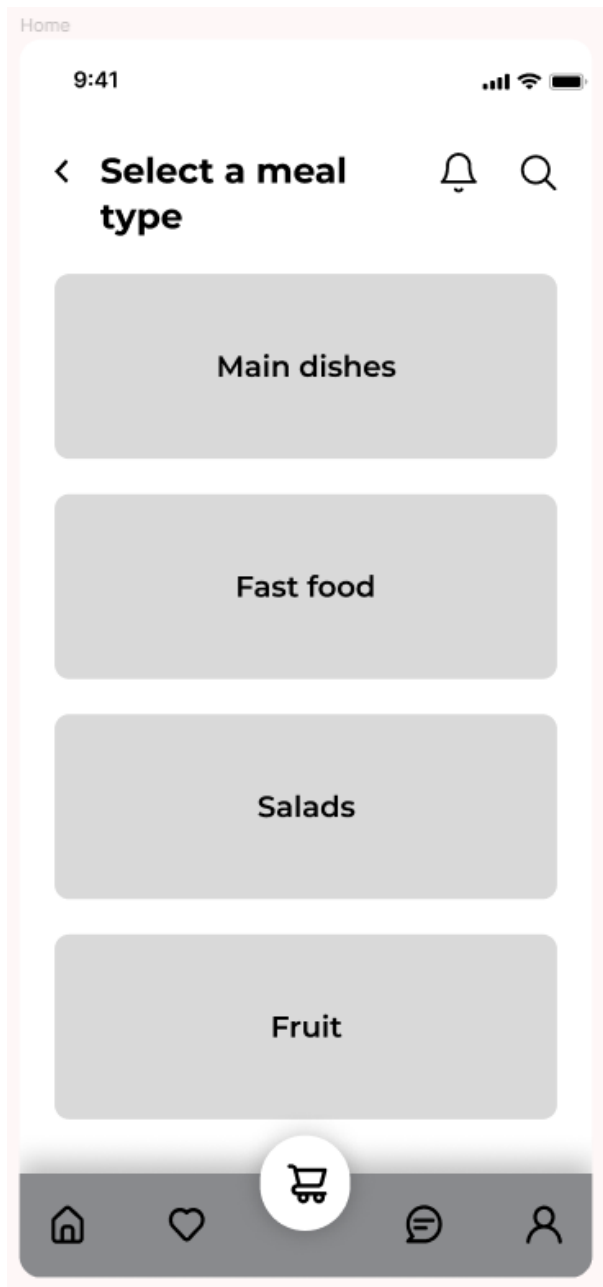 Home
9:41
Select a meal
type
Main dishes
Fast food
Salads
Fruit